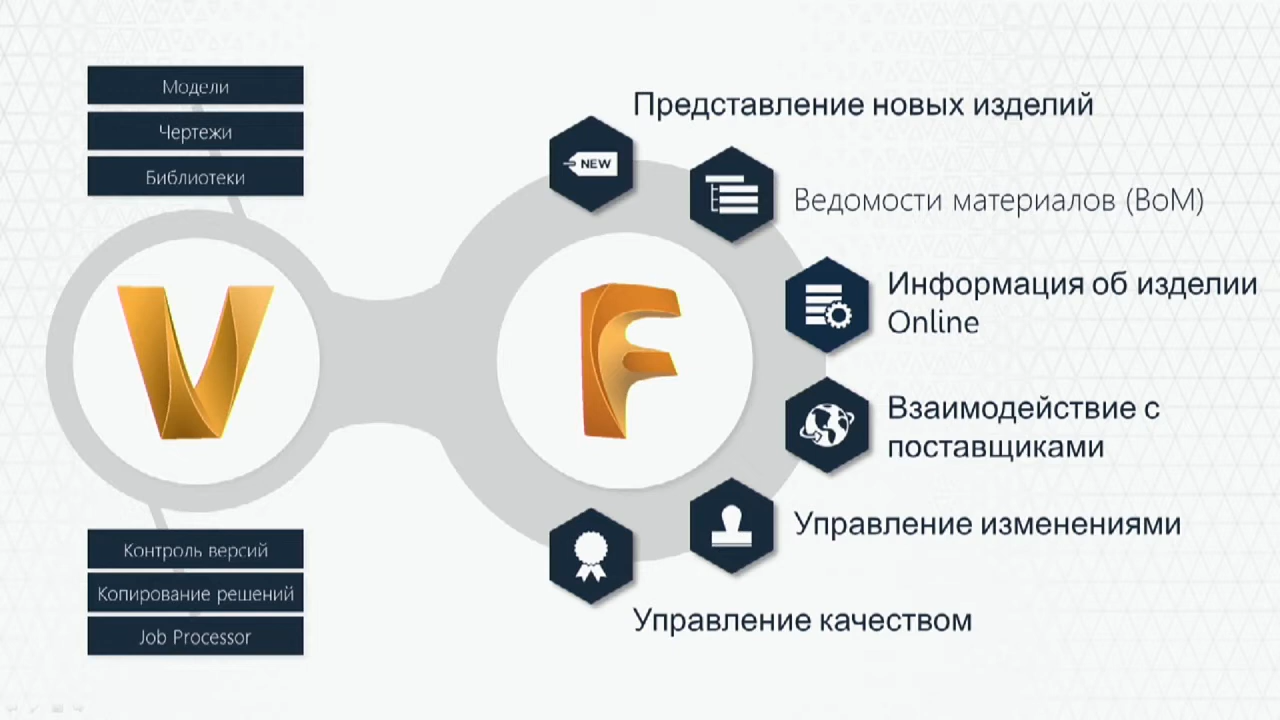 Модели
Чертежи
Библиотеки
V
Контроль версий
Копирование решений
Job Processor
F
Представление новых изделий
NEW
Ведомости материалов (BoM)
Информация об изделии
Online
Взаимодействие с
поставщиками
Управление изменениями
Управление качеством